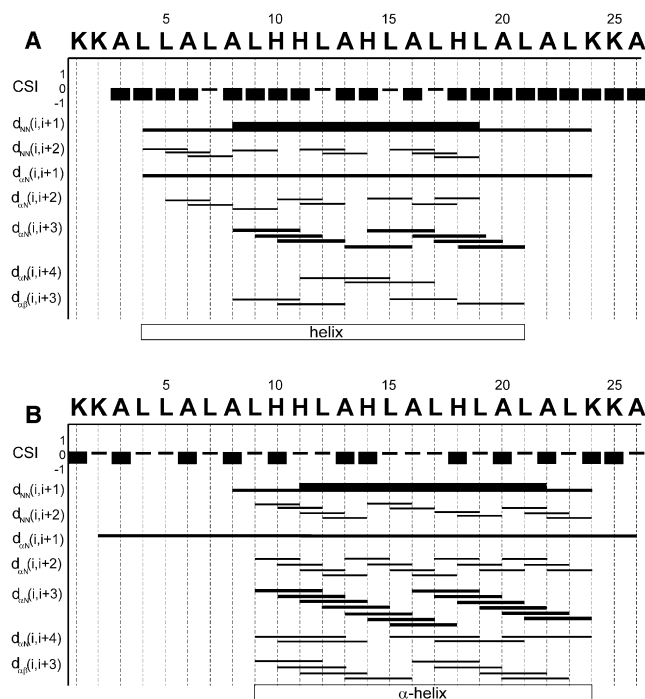 5 10 15 20 25
A K K A L L A L A L H H L A H L A L H L A L A L K K A
1
CSI 0
-1
dNN(i,i+1)
dNN(i,i+2)
dαN(i,i+1)
dαN(i,i+2)
dαN(i,i+3)
dαN(i,i+4)
dαβ(i,i+3)
helix
5 10 15 20 25
B K K A L L A L A L H H L A H L A L H L A L A L K K A
1
CSI 0
-1
dNN(i,i+1)
dNN(i,i+2)
dαN(i,i+1)
dαN(i,i+2)
dαN(i,i+3)
dαN(i,i+4)
dαβ(i,i+3)
α-helix